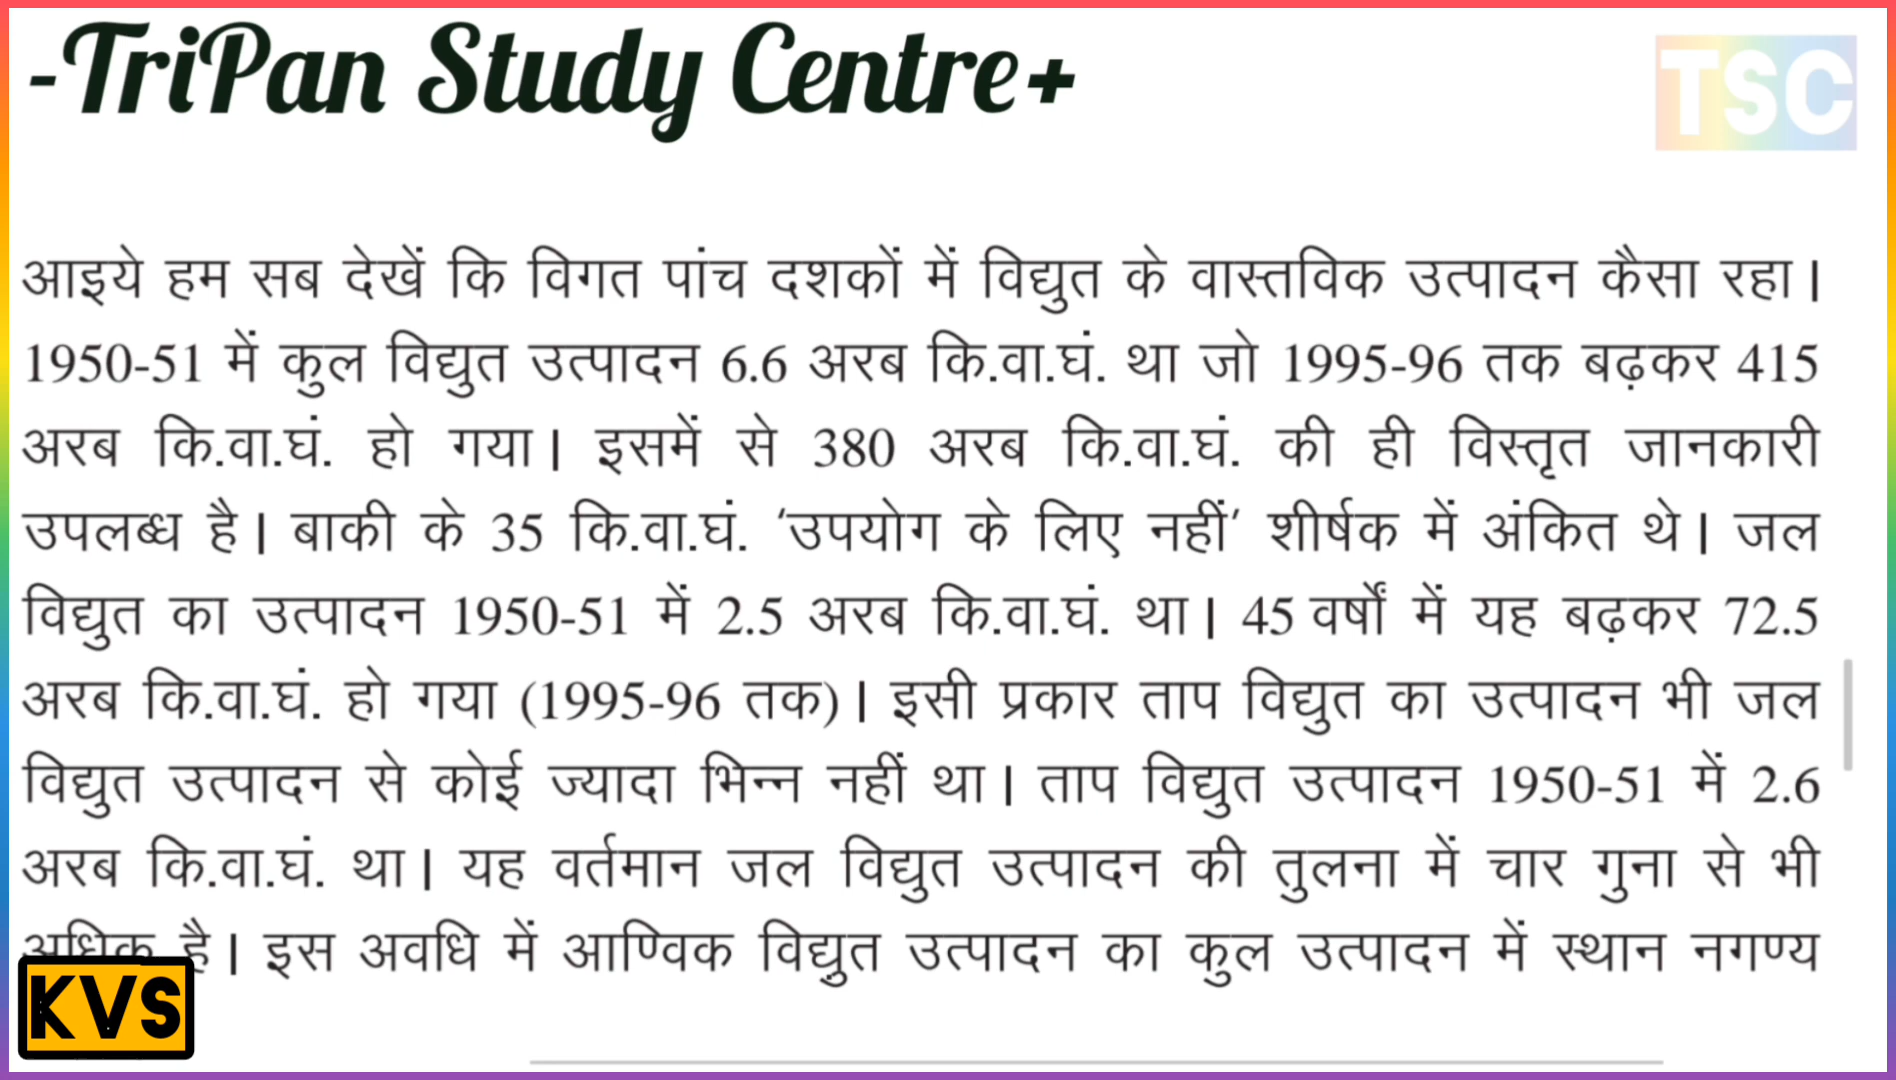 -TriPan Study Centre+
TSC
आइये हम सब देखें कि विगत पांच दशकों में विद्युत के वास्तविक उत्पादन कैसा रहा।
1950-51 में कुल विद्युत उत्पादन 6.6 अरब कि.वा.घं. था जो 1995-96 तक बढ़कर 415
अरब कि.वा.घं. हो गया। इसमें से 380 अरब कि.वा.घं. की ही विस्तृत जानकारी
उपलब्ध है। बाकी के 35 कि.वा.घं. ‘उपयोग के लिए नहीं’ शीर्षक में अंकित थे। जल
विद्युत का उत्पादन 1950-51 में 2.5 अरब कि.वा.घं. था। 45 वर्षों में यह बढ़कर 72.5
अरब कि.वा.घं. हो गया (1995-96 तक)। इसी प्रकार ताप विद्युत का उत्पादन भी जल
विद्युत उत्पादन से कोई ज्यादा भिन्न नहीं था। ताप विद्युत उत्पादन 1950-51 में 2.6
अरब कि.वा.घं. था। यह वर्तमान जल विद्युत उत्पादन की तुलना में चार गुना से भी
अधिक है। इस अवधि में आण्विक विद्युत उत्पादन का कुल उत्पादन में स्थान नगण्य
KVS